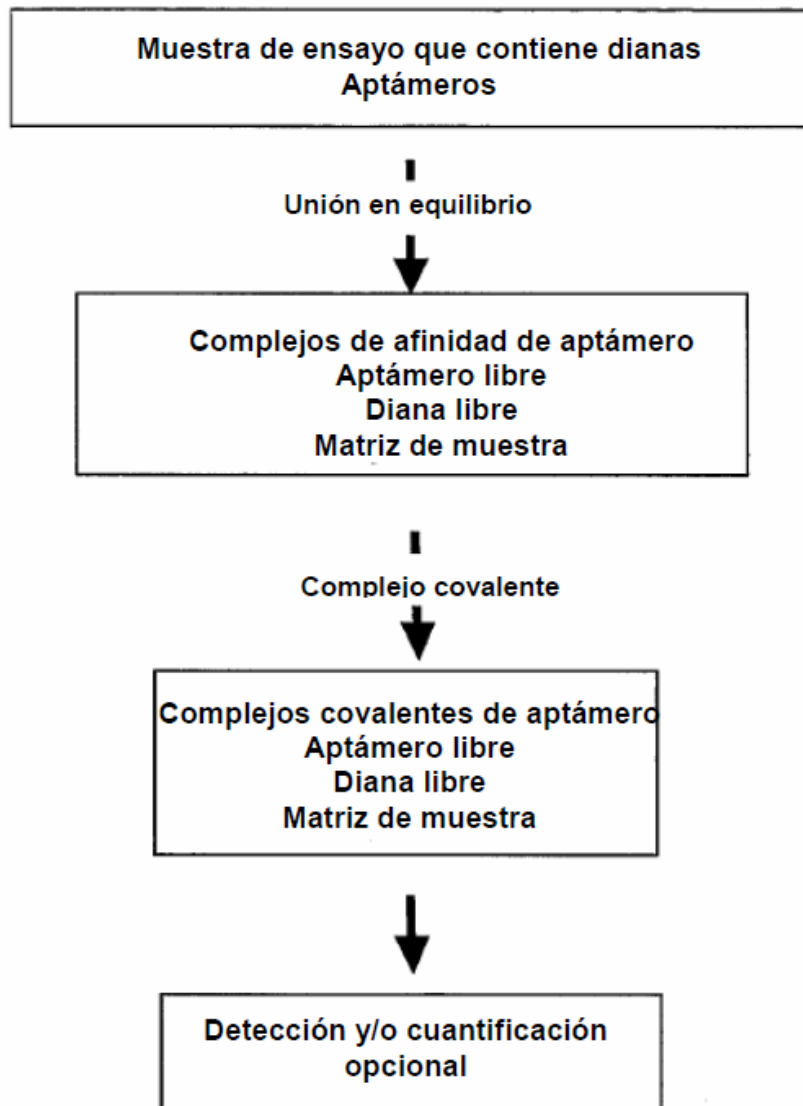 Muestra de ensayo que contiene dianas
Aptámeros
Unión en equilibrio
Complejos de afinidad de aptámero
Aptámero libre
Diana libre
Matriz de muestra
Complejo covalente
Complejos covalentes de aptámero
Aptámero libre
Diana libre
Matriz de muestra
Detección y/o cuantificación
opcional